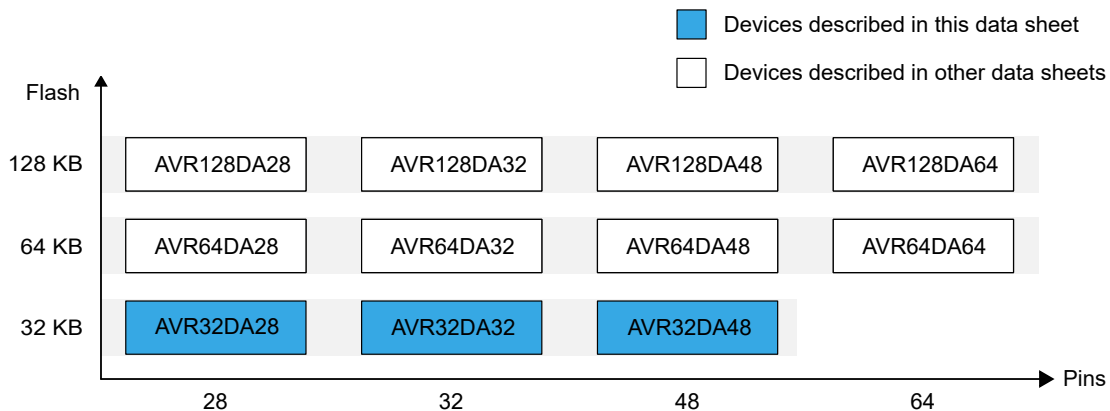 Devices described in this data sheet
Devices described in other data sheets
Flash
128 KB AVR128DA28 AVR128DA32 AVR128DA48 AVR128DA64
64 KB AVR64DA28 AVR64DA32 AVR64DA48 AVR64DA64
32 KB AVR32DA28 AVR32DA32 AVR32DA48
Pins
28 32 48 64